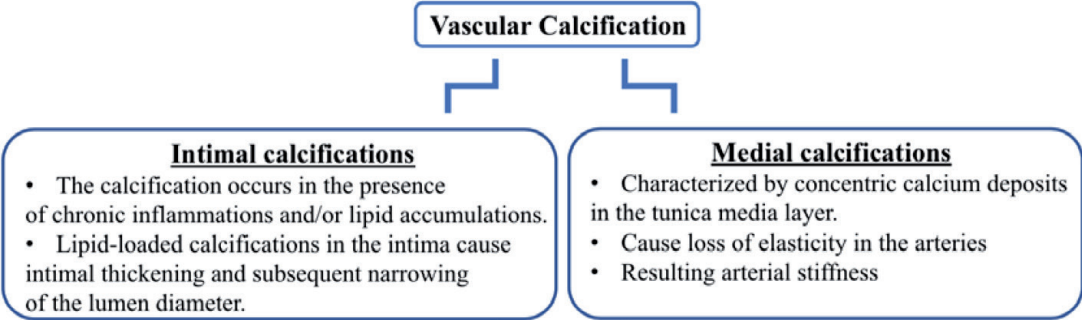 Vascular Calcification
Intimal calcifications
• The calcification occurs in the presence
of chronic inflammations and/or lipid accumulations.
• Lipid-loaded calcifications in the intima cause
intimal thickening and subsequent narrowing
of the lumen diameter.
Medial calcifications
• Characterized by concentric calcium deposits
in the tunica media layer.
• Cause loss of elasticity in the arteries
• Resulting arterial stiffness